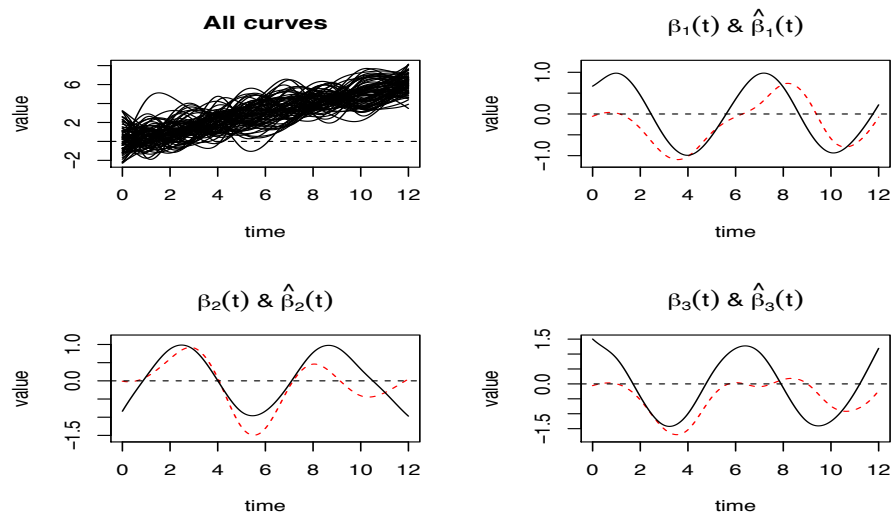 All curves
value
6
2
−2
0 2 4 6 8 10 12
time
β₁(t) & β̂₁(t)
value
1.0
0.0
−1.0
0 2 4 6 8 10 12
time
β₂(t) & β̂₂(t)
value
1.0
0.0
−1.5
0 2 4 6 8 10 12
time
β₃(t) & β̂₃(t)
value
1.5
0.0
−1.5
0 2 4 6 8 10 12
time